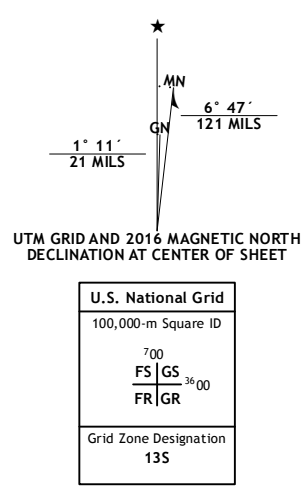 ★
MN
GN
6° 47´
121 MILS
1° 11´
21 MILS
UTM GRID AND 2016 MAGNETIC NORTH
DECLINATION AT CENTER OF SHEET
U.S. National Grid
100,000-m Square ID
⁷00
FS GS
³⁶00
FR GR
Grid Zone Designation
13S